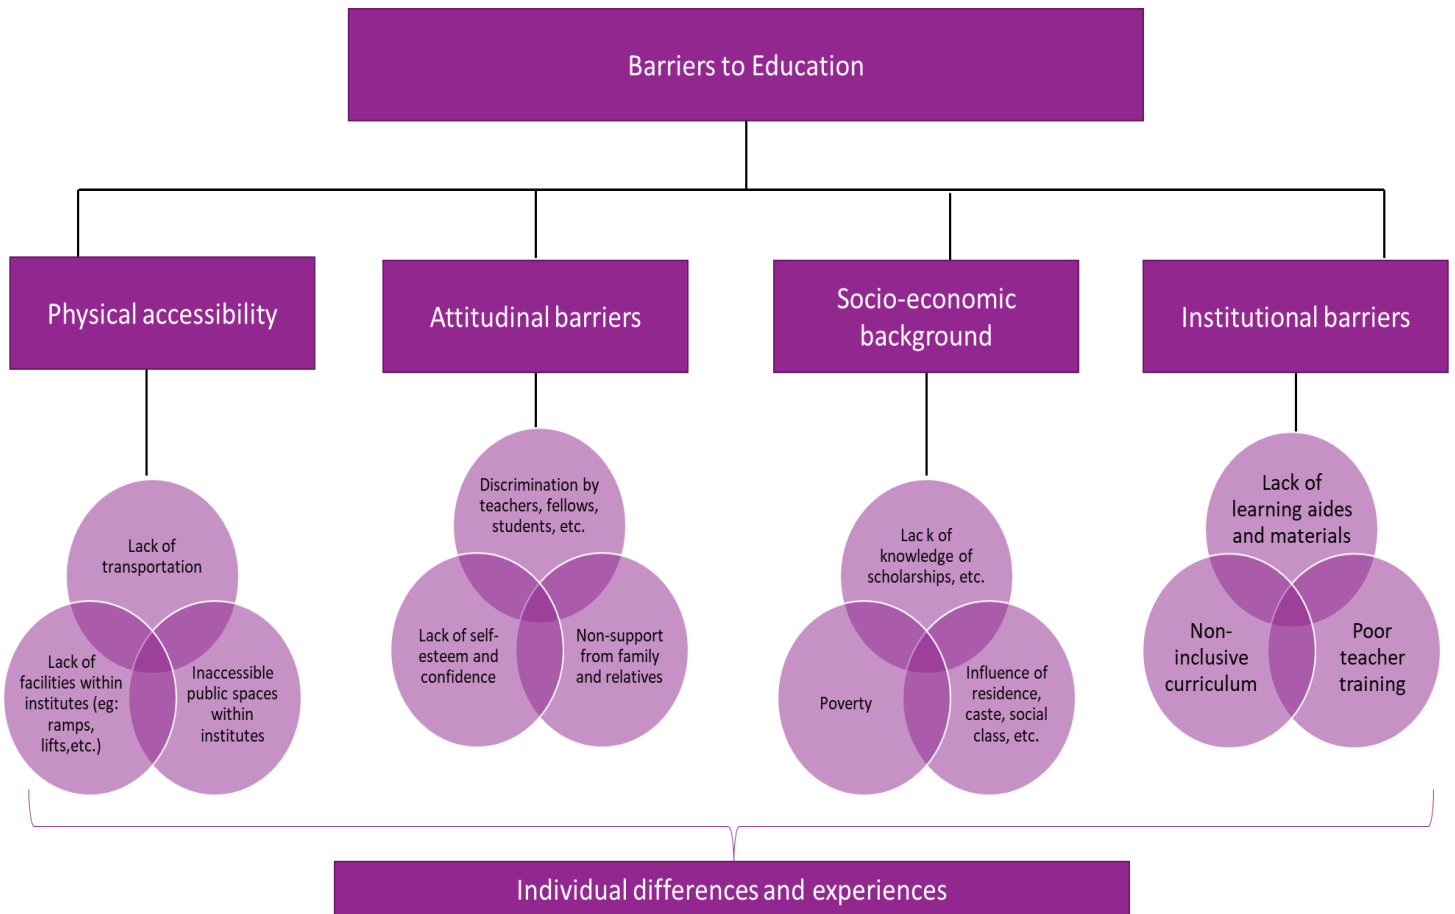 Barriers to Education
Physical accessibility
Attitudinal barriers
Socio-economic
background
Institutional barriers
Lack of
transportation
Lack of
facilities within
institutes (eg:
ramps,
lifts,etc.)
Inaccessible
public spaces
within
institutes
Discrimination by
teachers, fellows,
students, etc.
Lack of self-
esteem and
confidence
Non-support
from family
and relatives
Lac k of
knowledge of
scholarships, etc.
Poverty
Influence of
residence,
caste, social
class, etc.
Lack of
learning aides
and materials
Non-
inclusive
curriculum
Poor
teacher
training
Individual differences and experiences